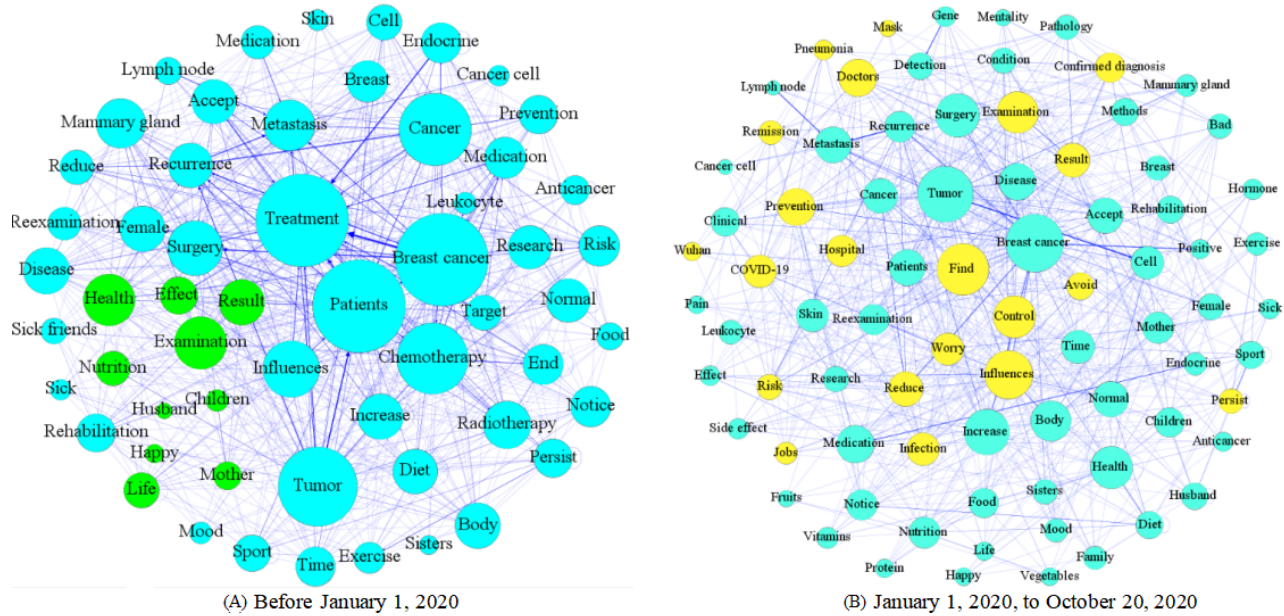 Skin
Cell
Medication
Endocrine
Lymph node
Breast
Cancer cell
Accept
Mammary gland
Metastasis
Cancer
Prevention
Recurrence
Medication
Reduce
Anticancer
Leukocyte
Treatment
Reexamination
Female
Surgery
Research
Risk
Breast cancer
Disease
Effect
Health
Result
Patients
Normal
Target
Sick friends
Examination
Food
Chemotherapy
Nutrition
Influences
End
Sick
Children
Husband
Increase
Notice
Rehabilitation
Radiotherapy
Happy
Persist
Mother
Life
Diet
Tumor
Mood
Body
Sport
Sisters
Exercise
Time
(A) Before January 1, 2020
Gene
Mentality
Mask
Pathology
Pneumonia
Condition
Detection
Confirmed diagnosis
Doctors
Lymph node
Mammary gland
Surgery
Examination
Methods
Recurrence
Bad
Remission
Metastasis
Result
Cancer cell
Breast
Disease
Cancer
Tumor
Hormone
Prevention
Rehabilitation
Accept
Clinical
Breast cancer
Exercise
Wuhan
Hospital
Positive
Cell
COVID-19
Patients
Find
Avoid
Pain
Female
Sick
Skin
Reexamination
Control
Mother
Leukocyte
Time
Worry
Sport
Endocrine
Effect
Research
Influences
Risk
Reduce
Normal
Persist
Side effect
Body
Children
Increase
Medication
Anticancer
Infection
Jobs
Health
Sisters
Husband
Fruits
Notice
Food
Diet
Mood
Nutrition
Vitamins
Life
Family
Protein
Happy
Vegetables
(B) January 1, 2020, to October 20, 2020